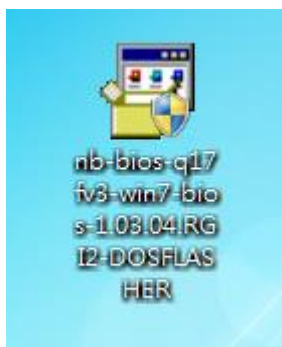 nb-bios-q17
fv3-win7-bio
s-1.03.04.RG
I2-DOSFLAS
HER